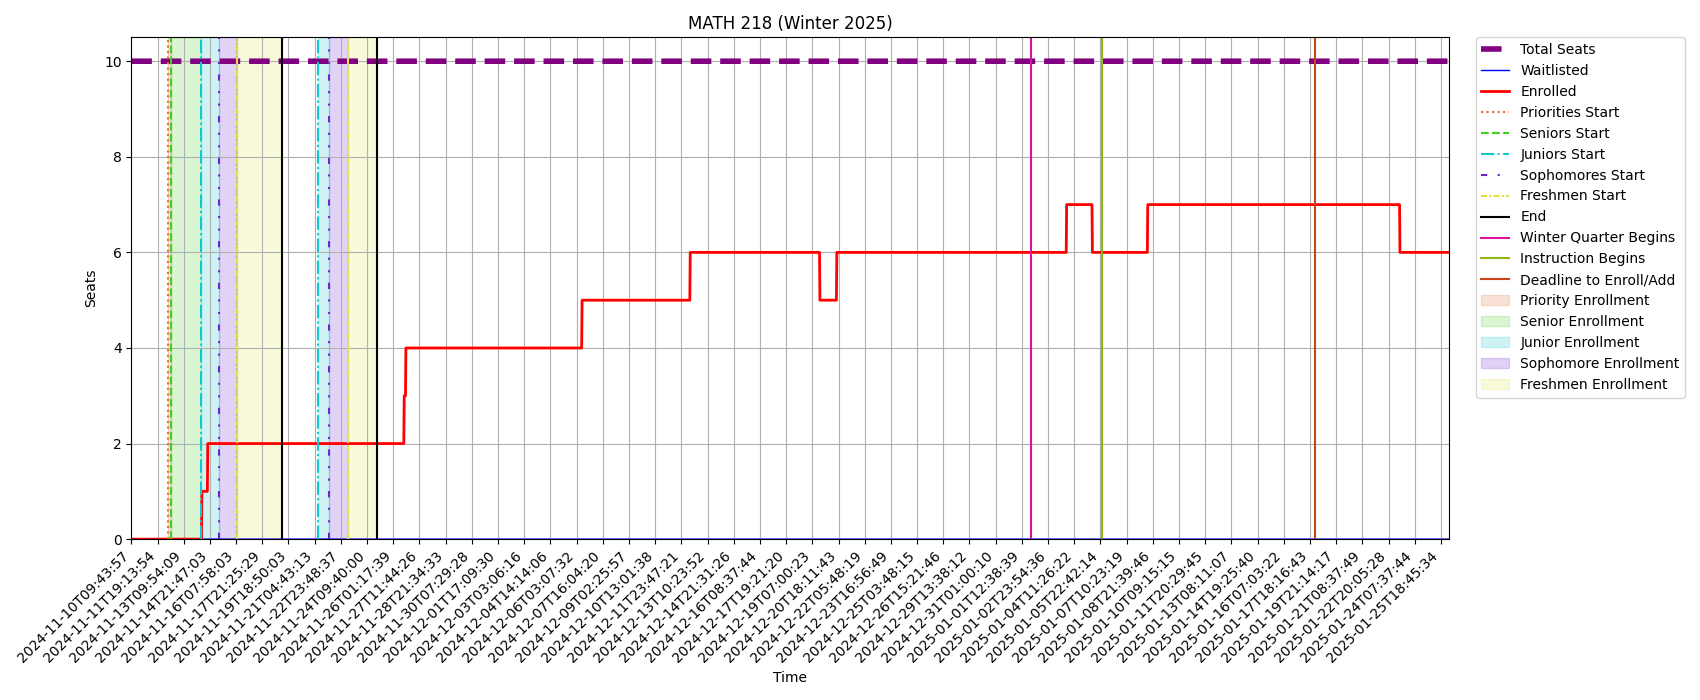 MATH 218 (Winter 2025)
Seats
10
8
6
4
2
0
2024-11-10T09:43:57
2024-11-11T19:13:54
2024-11-13T09:54:09
2024-11-14T21:47:03
2024-11-16T07:58:03
2024-11-17T21:25:29
2024-11-19T18:50:03
2024-11-21T04:43:13
2024-11-22T23:48:37
2024-11-24T09:40:00
2024-11-26T01:17:39
2024-11-27T11:44:26
2024-11-28T21:34:33
2024-11-30T07:29:28
2024-12-01T17:09:30
2024-12-03T03:06:16
2024-12-04T14:14:06
2024-12-06T03:07:32
2024-12-07T16:04:20
2024-12-09T02:25:57
2024-12-10T13:01:38
2024-12-11T23:47:21
2024-12-13T10:23:52
2024-12-14T21:31:26
2024-12-16T08:37:44
2024-12-17T19:21:20
2024-12-19T07:00:23
2024-12-20T18:11:43
2024-12-22T05:48:19
2024-12-23T16:56:49
2024-12-25T03:48:15
2024-12-26T15:21:46
2024-12-29T13:38:12
2024-12-31T01:00:10
2025-01-01T12:38:39
2025-01-02T23:54:36
2025-01-04T11:26:22
2025-01-05T22:42:14
2025-01-07T10:23:19
2025-01-08T21:39:46
2025-01-10T09:15:15
2025-01-11T20:29:45
2025-01-13T08:11:07
2025-01-14T19:25:40
2025-01-16T07:03:22
2025-01-17T18:16:43
2025-01-19T21:14:17
2025-01-21T08:37:49
2025-01-22T20:05:28
2025-01-24T07:37:44
2025-01-25T18:45:34
Time
Total Seats
Waitlisted
Enrolled
Priorities Start
Seniors Start
Juniors Start
Sophomores Start
Freshmen Start
End
Winter Quarter Begins
Instruction Begins
Deadline to Enroll/Add
Priority Enrollment
Senior Enrollment
Junior Enrollment
Sophomore Enrollment
Freshmen Enrollment